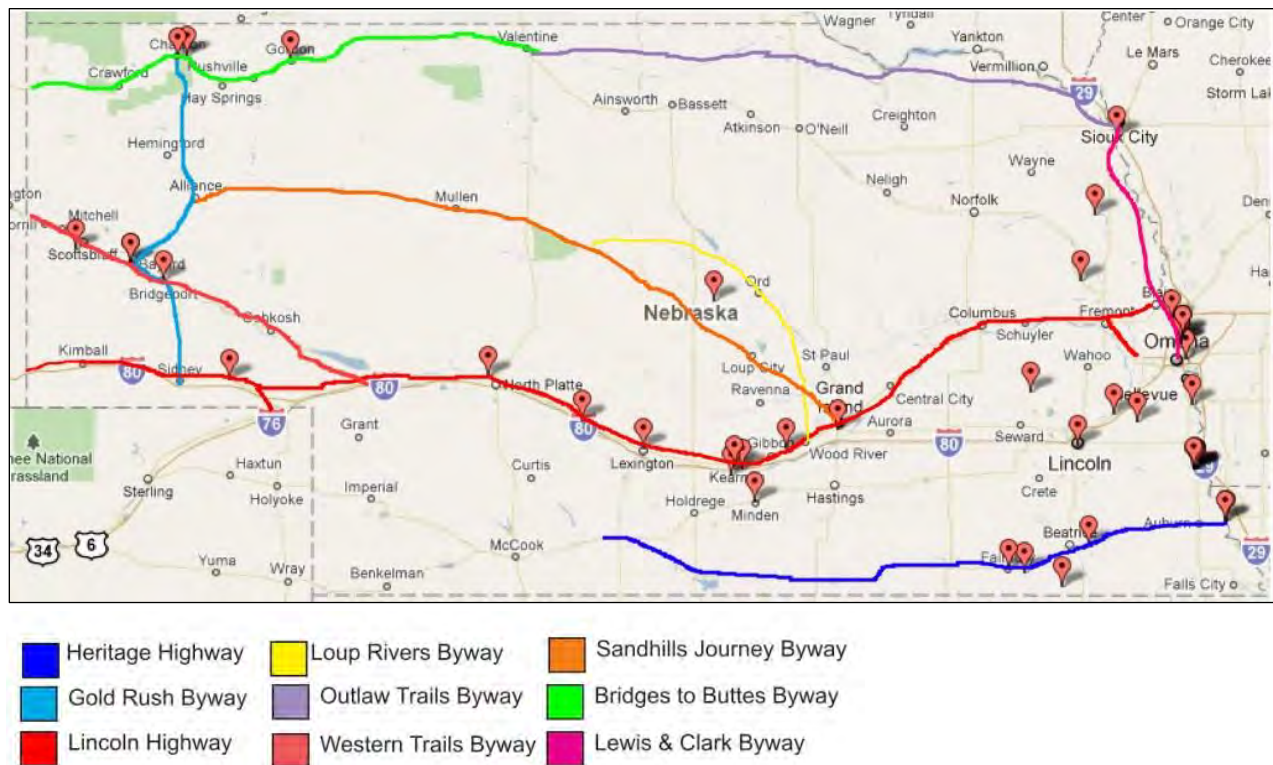 Wagner
Tyndall
Center
Orange City
Yankton
Le Mars
Vermillion
Cherokee
29
Storm Lak
Valentine
Gordon
Rushville
Crawford
Hay Springs
Ainsworth
Bassett
Atkinson
O'Neill
Creighton
Sioux City
Hemingford
Wayne
Neligh
Norfolk
Alliance
Mullen
Mitchell
Scottsbluff
Bridgeport
Ord
Nebraska
Columbus
Schuyler
Fremont
Kimball
80
Sidney
80
North Platte
Loup City
St Paul
Ravenna
Grand
Island
Central City
Wahoo
Omaha
Bellevue
76
Grant
80
Lexington
Gibbon
Wood River
Aurora
80
Seward
Lincoln
29
Haxtun
Sterling
Holyoke
Imperial
Curtis
Holdrege
Minden
Hastings
Crete
34
6
Yuma
Wray
Benkelman
McCook
Beatrice
Auburn
29
Falls City
Heritage Highway
Loup Rivers Byway
Sandhills Journey Byway
Gold Rush Byway
Outlaw Trails Byway
Bridges to Buttes Byway
Lincoln Highway
Western Trails Byway
Lewis & Clark Byway